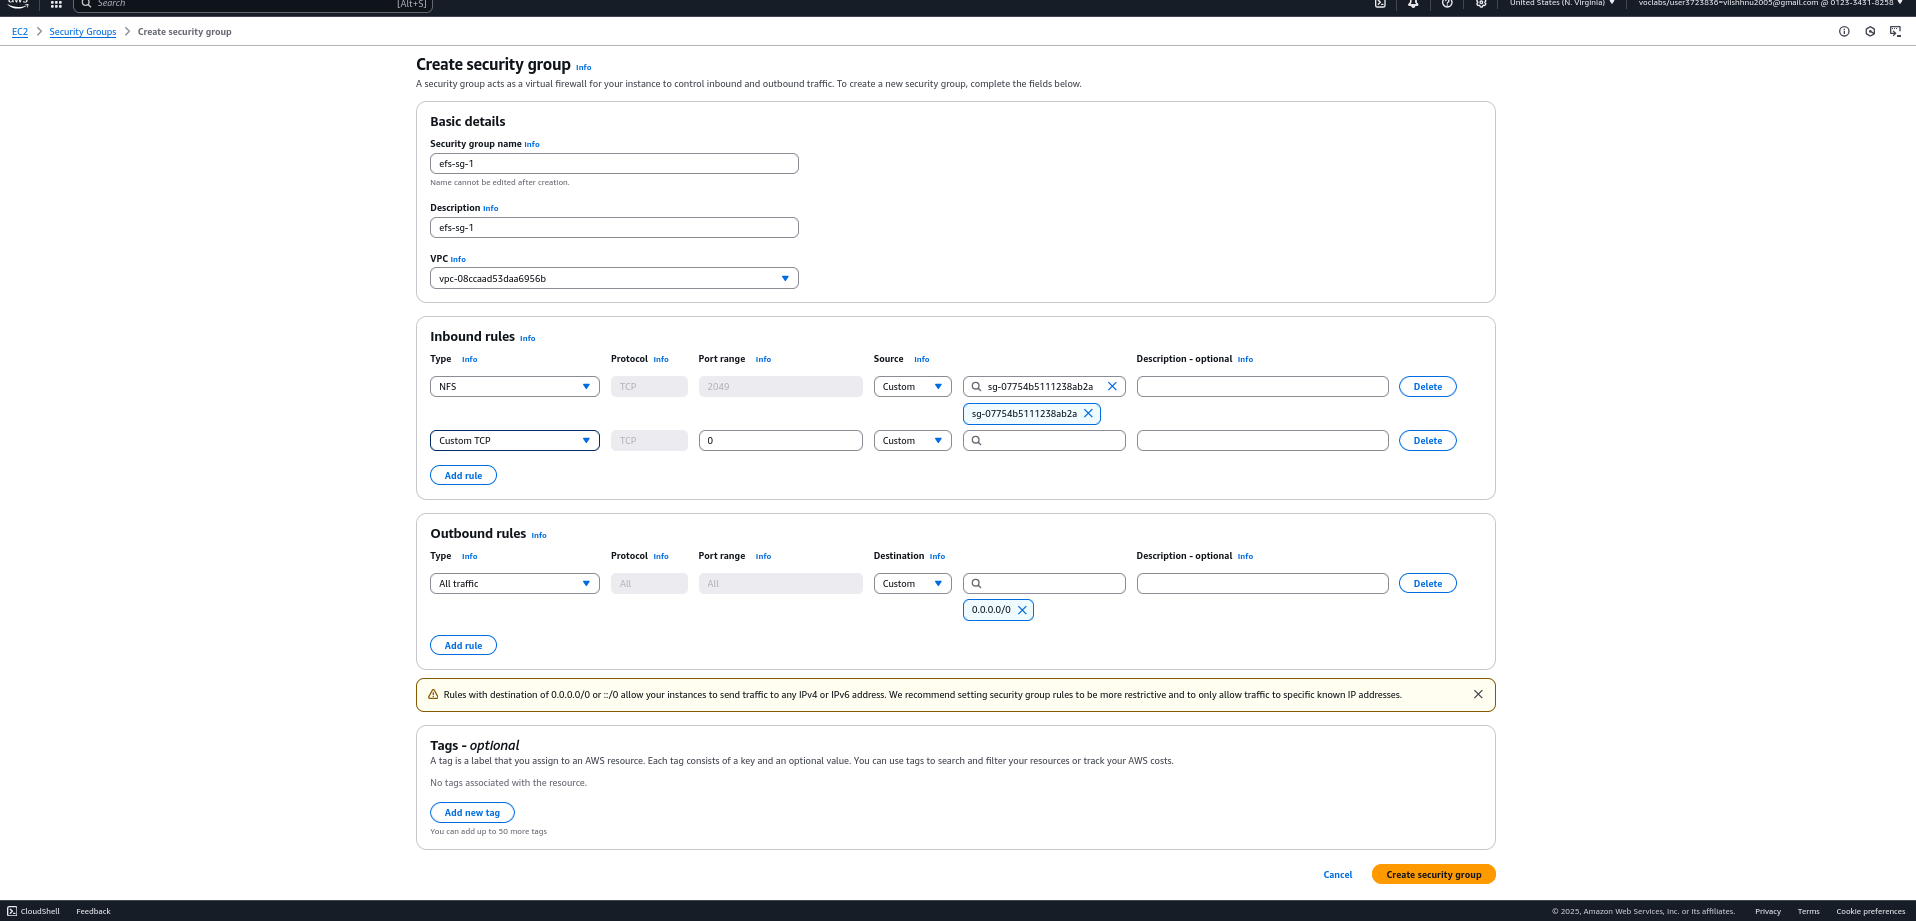 aws Search [Alt+S] United States (N. Virginia) voclabs/user3723836=viishhnu2005@gmail.com @ 0123-3431-8258
EC2 Security Groups Create security group
Create security group Info
A security group acts as a virtual firewall for your instance to control inbound and outbound traffic. To create a new security group, complete the fields below.
Basic details
Security group name Info
efs-sg-1
Name cannot be edited after creation.
Description Info
efs-sg-1
VPC Info
vpc-08ccaad53daa6956b
Inbound rules Info
Type Info Protocol Info Port range Info Source Info Description - optional Info
NFS TCP 2049 Custom sg-07754b5111238ab2a Delete
sg-07754b5111238ab2a
Custom TCP TCP 0 Custom Delete
Add rule
Outbound rules Info
Type Info Protocol Info Port range Info Destination Info Description - optional Info
All traffic All All Custom Delete
0.0.0.0/0
Add rule
Rules with destination of 0.0.0.0/0 or ::/0 allow your instances to send traffic to any IPv4 or IPv6 address. We recommend setting security group rules to be more restrictive and to only allow traffic to specific known IP addresses.
Tags - optional
A tag is a label that you assign to an AWS resource. Each tag consists of a key and an optional value. You can use tags to search and filter your resources or track your AWS costs.
No tags associated with the resource.
Add new tag
You can add up to 50 more tags
Cancel Create security group
CloudShell Feedback © 2025, Amazon Web Services, Inc. or its affiliates. Privacy Terms Cookie preferences